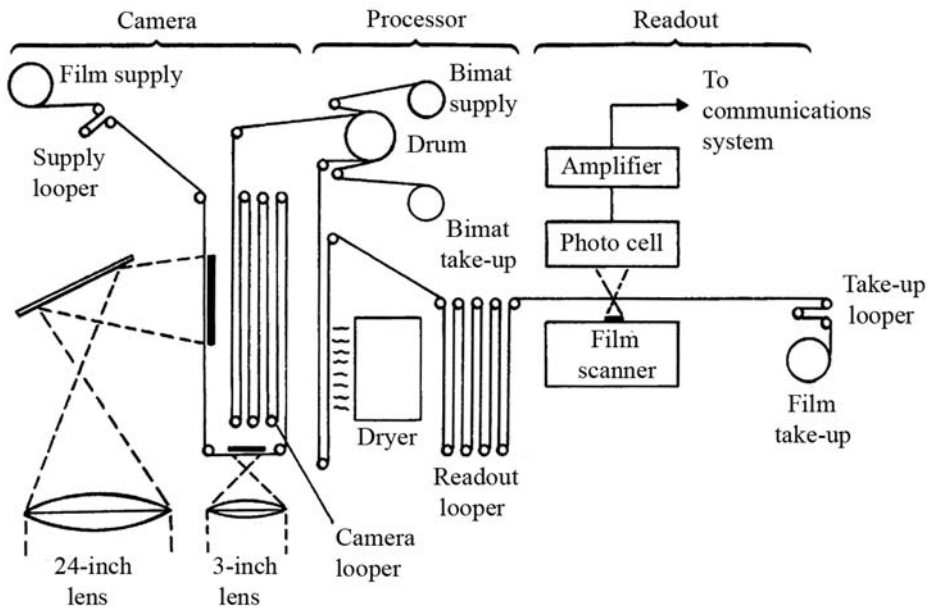 Camera
Processor
Readout
Film supply
Supply
looper
Bimat
supply
Drum
Bimat
take-up
To
communications
system
Amplifier
Photo cell
Film
scanner
Take-up
looper
Film
take-up
Dryer
Readout
looper
Camera
looper
24-inch
lens
3-inch
lens